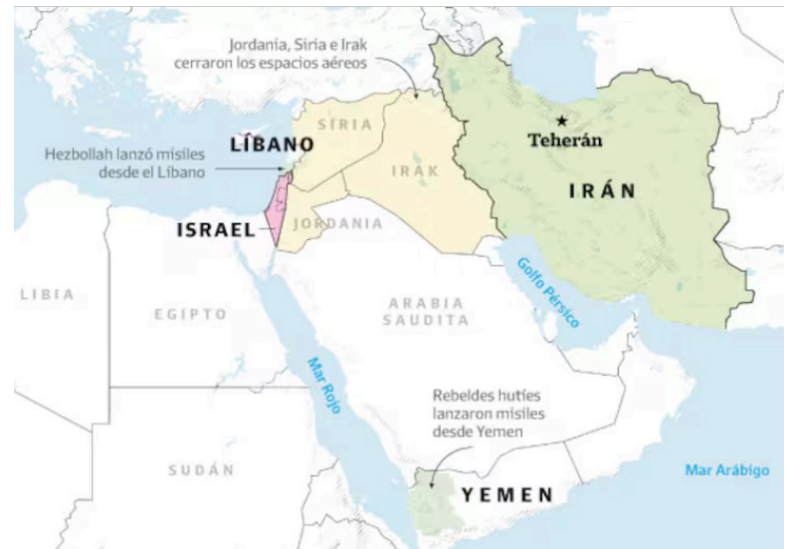 Jordania, Siria e Irak
cerraron los espacios aéreos
SIRIA
LÍBANO
Teherán
Hezbollah lanzó misiles
desde el Líbano
IRAK
IRÁN
ISRAEL
JORDANIA
Golfo Pérsico
LIBIA
EGIPTO
ARABIA
SAUDITA
Mar Rojo
Rebeldes hutíes
lanzaron misiles
desde Yemen
SUDÁN
Mar Arábigo
YEMEN